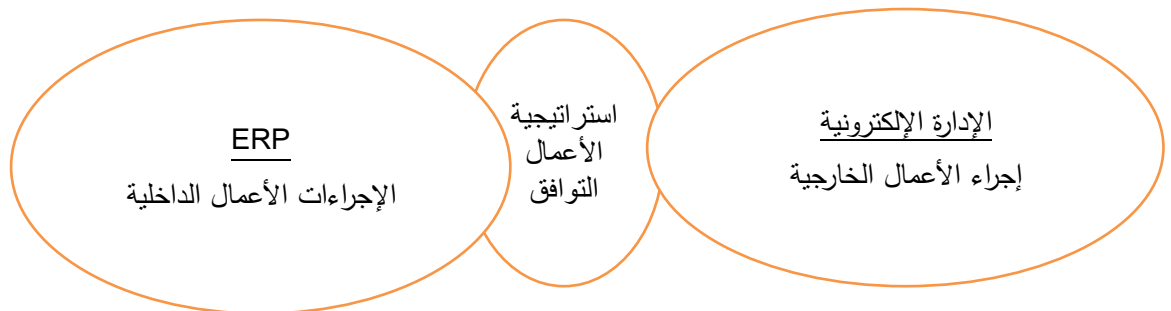 الإدارة الإلكترونية
إجراء الأعمال الخارجية
استراتيجية
الأعمال
التوافق
ERP
الإجراءات الأعمال الداخلية